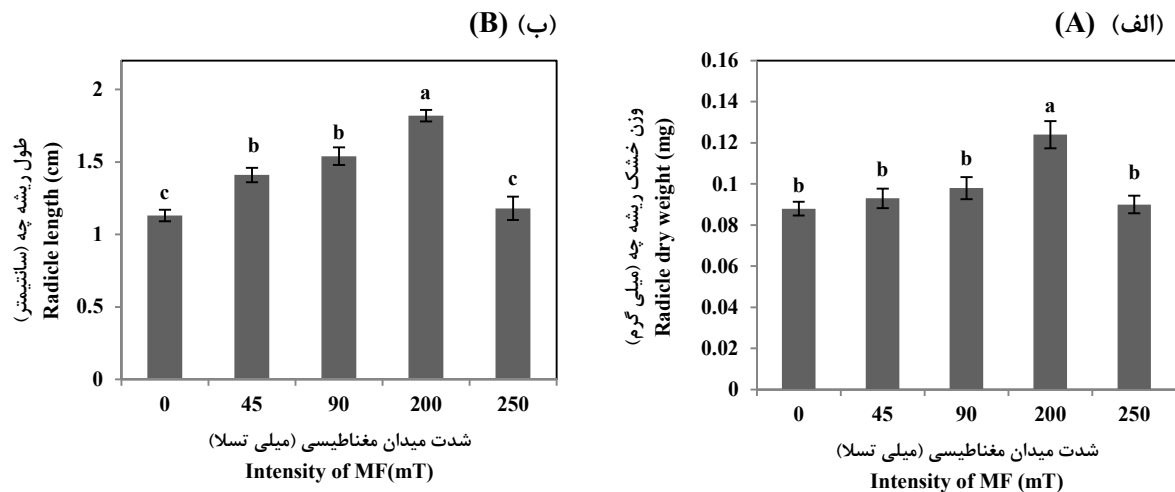 (الف) (A)
وزن خشک ریشه چه (میلی گرم)
Radicle dry weight (mg)
0.16
0.14
0.12
0.1
0.08
0.06
0.04
0.02
0
b
b
b
a
b
0 45 90 200 250
شدت میدان مغناطیسی (میلی تسلا)
Intensity of MF (mT)
(ب) (B)
طول ریشه چه (سانتیمتر)
Radicle length (cm)
2
1.5
1
0.5
0
c
b
b
a
c
0 45 90 200 250
شدت میدان مغناطیسی (میلی تسلا)
Intensity of MF(mT)